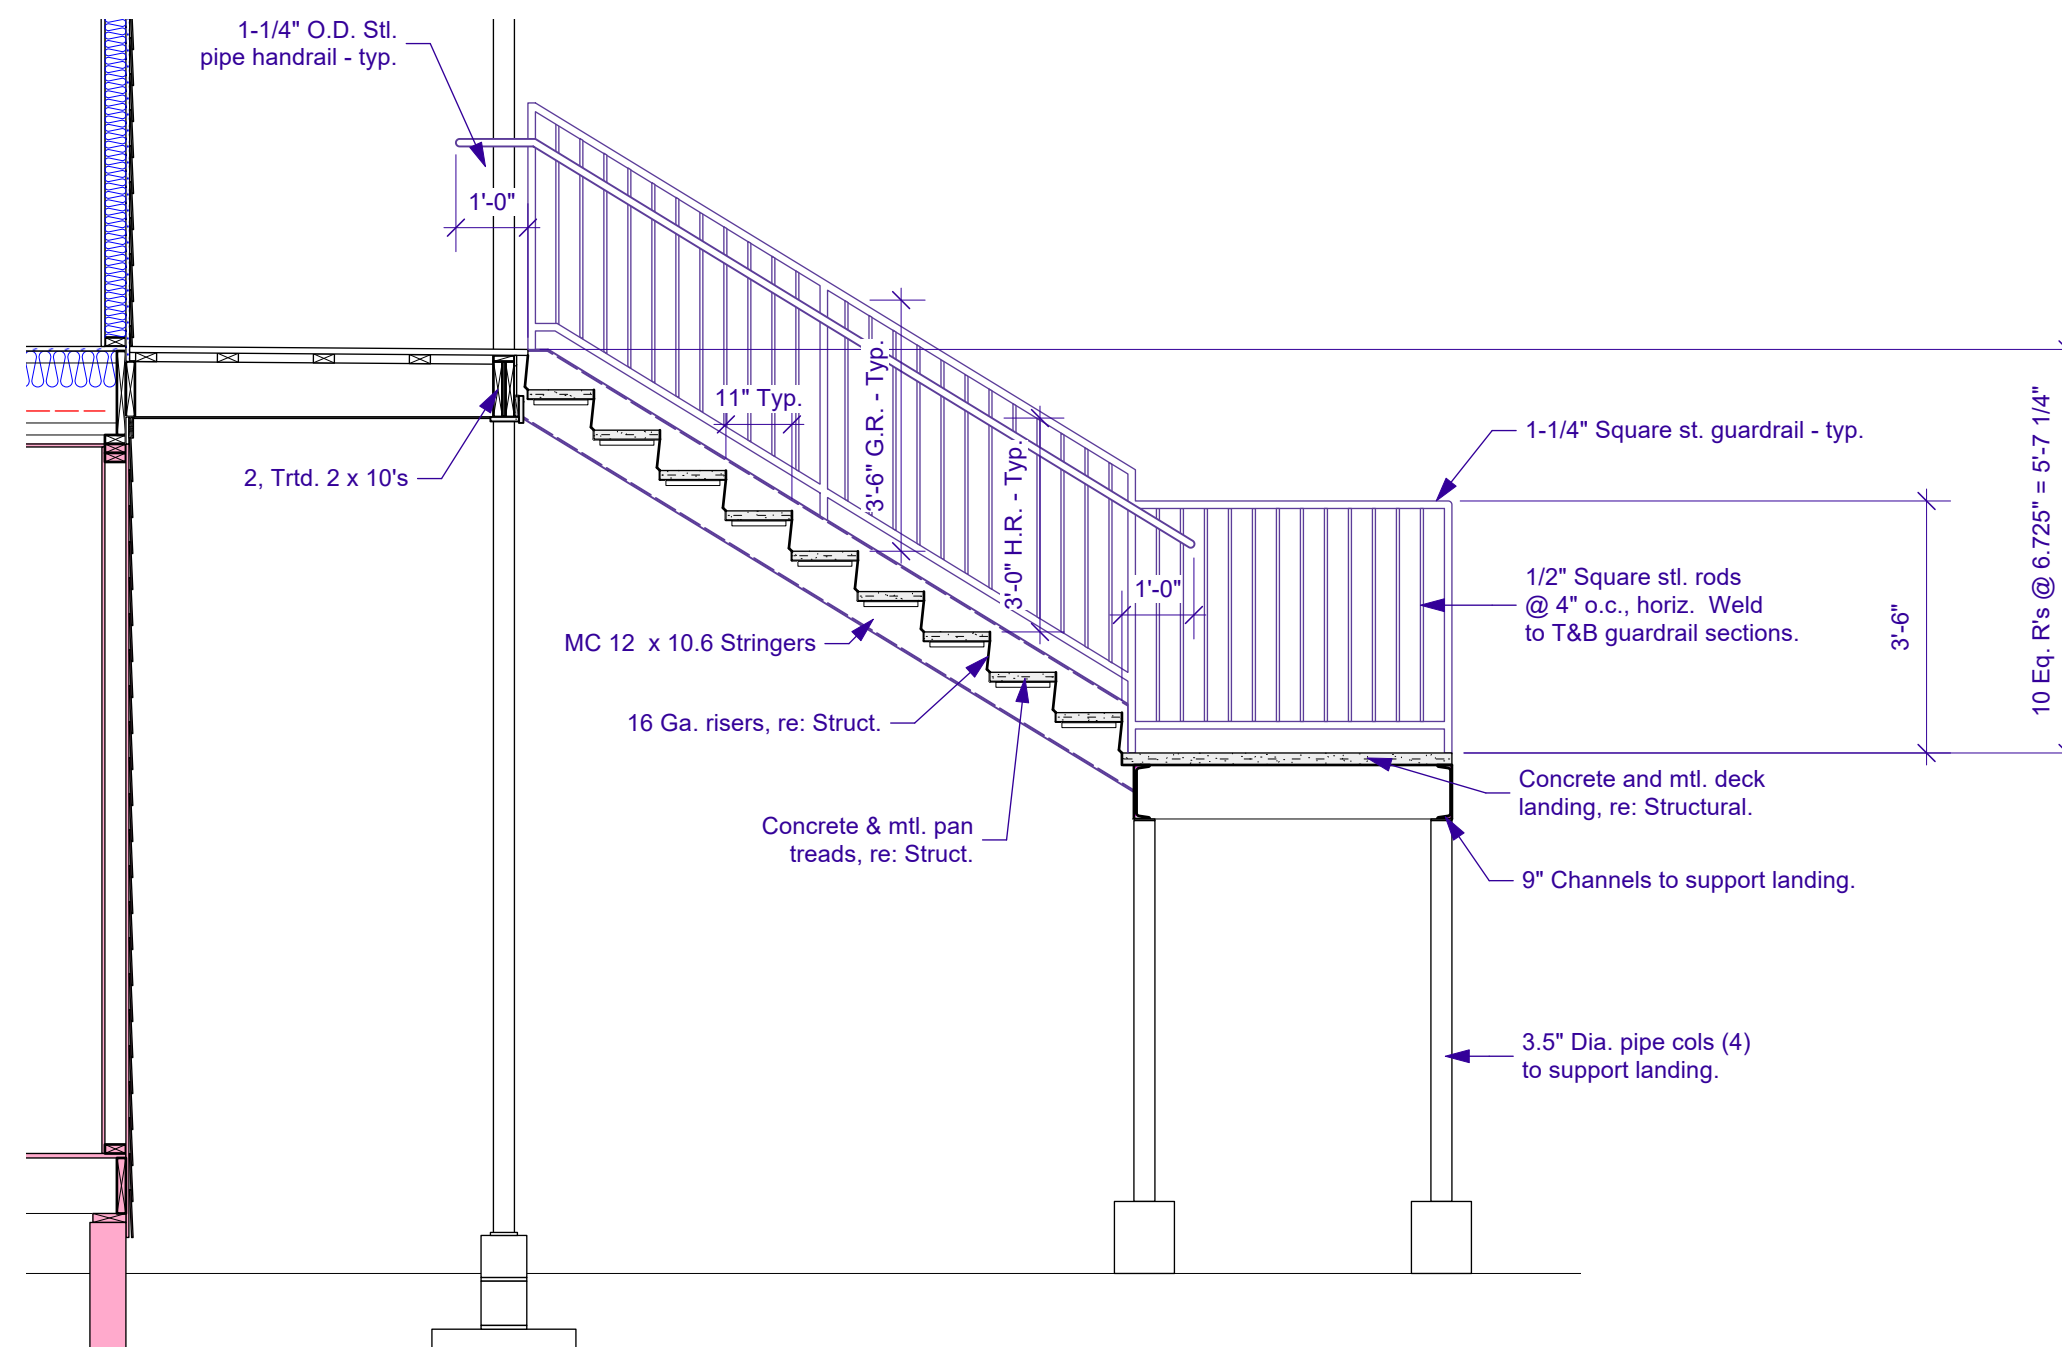 1-1/4" O.D. Stl.
pipe handrail - typ.
1'-0"
11" Typ.
3'-6" G.R. - Typ.
3'-0" H.R. - Typ.
1'-0"
2, Trtd. 2 x 10's
1-1/4" Square st. guardrail - typ.
1/2" Square stl. rods
@ 4" o.c., horiz.  Weld
to T&B guardrail sections.
3'-6"
10 Eq. R's @ 6.725" = 5'-7 1/4"
MC 12  x 10.6 Stringers
16 Ga. risers, re: Struct.
Concrete & mtl. pan
treads, re: Struct.
Concrete and mtl. deck
landing, re: Structural.
9" Channels to support landing.
3.5" Dia. pipe cols (4)
to support landing.